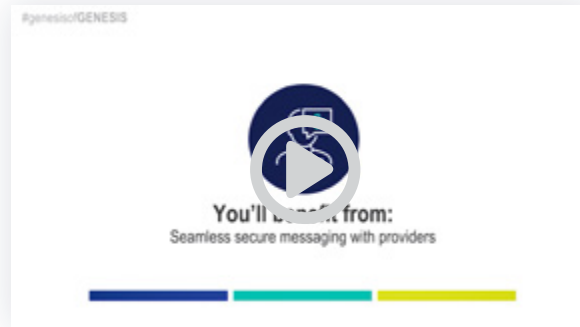 #genesisofGENESIS
You'll benefit from:
Seamless secure messaging with providers